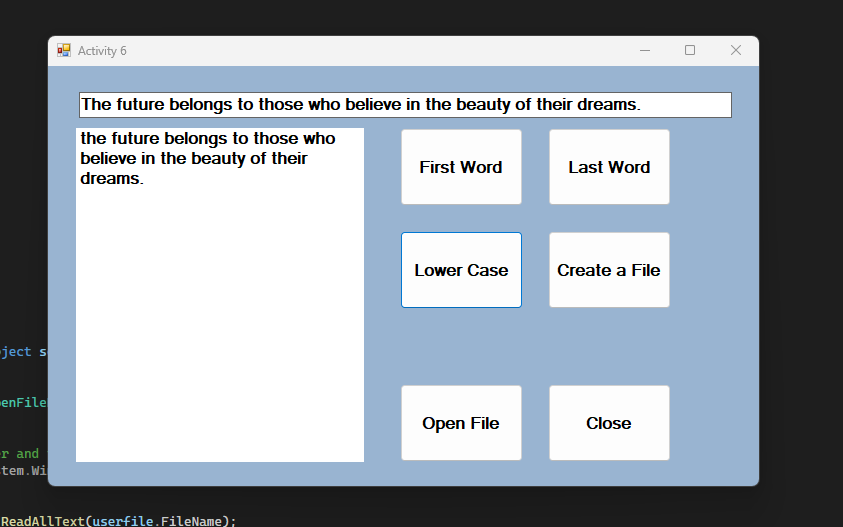 Activity 6
The future belongs to those who believe in the beauty of their dreams.
the future belongs to those who
believe in the beauty of their
dreams.
First Word
Last Word
Lower Case
Create a File
Open File
Close
ject s
enFile
r and
tem.Wi
ReadAllText(userfile.FileName);